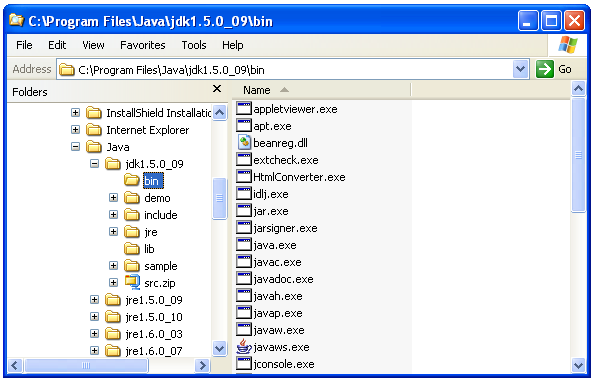 C:\Program Files\Java\jdk1.5.0_09\bin
File Edit View Favorites Tools Help
Address C:\Program Files\Java\jdk1.5.0_09\bin Go
Folders
InstallShield Installatic
Internet Explorer
Java
jdk1.5.0_09
bin
demo
include
jre
lib
sample
src.zip
jre1.5.0_09
jre1.5.0_10
jre1.6.0_03
jre1.6.0_07
Name
appletviewer.exe
apt.exe
beanreg.dll
extcheck.exe
HtmlConverter.exe
idlj.exe
jar.exe
jarsigner.exe
java.exe
javac.exe
javadoc.exe
javah.exe
javap.exe
javaw.exe
javaws.exe
jconsole.exe